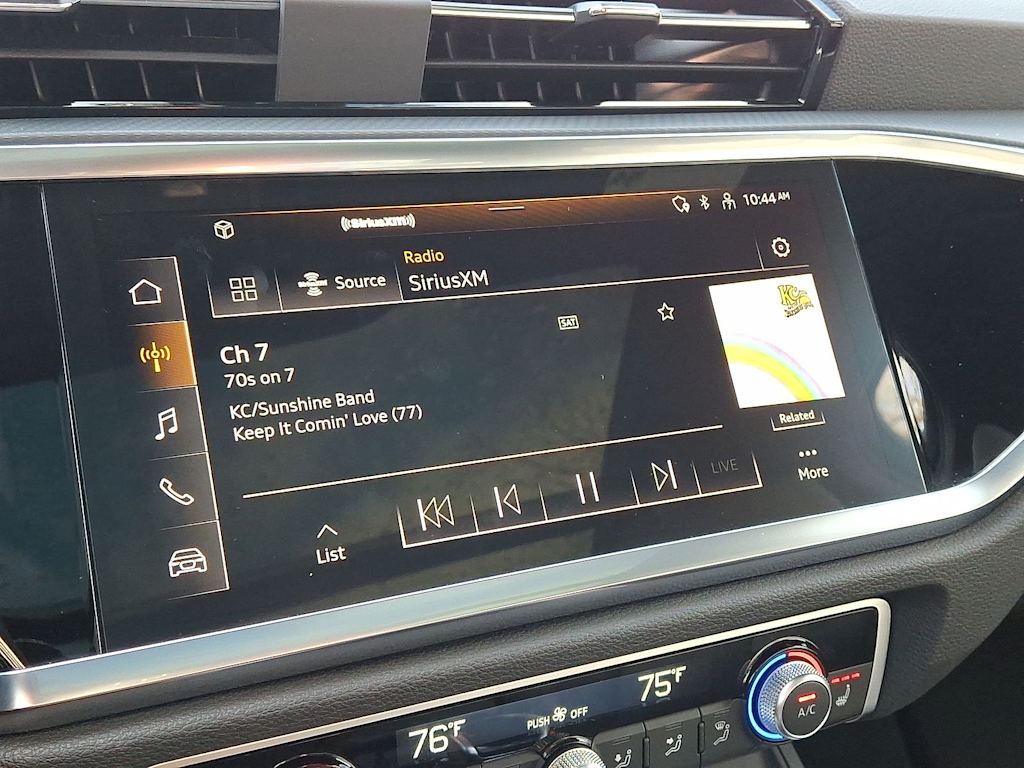 ((SiriusXM))
10:44 AM
Source
Radio
SiriusXM
SAT
KC
Ch 7
70s on 7
KC/Sunshine Band
Keep It Comin' Love (77)
Related
LIVE
More
List
76°F
PUSH OFF
75°F
A/C